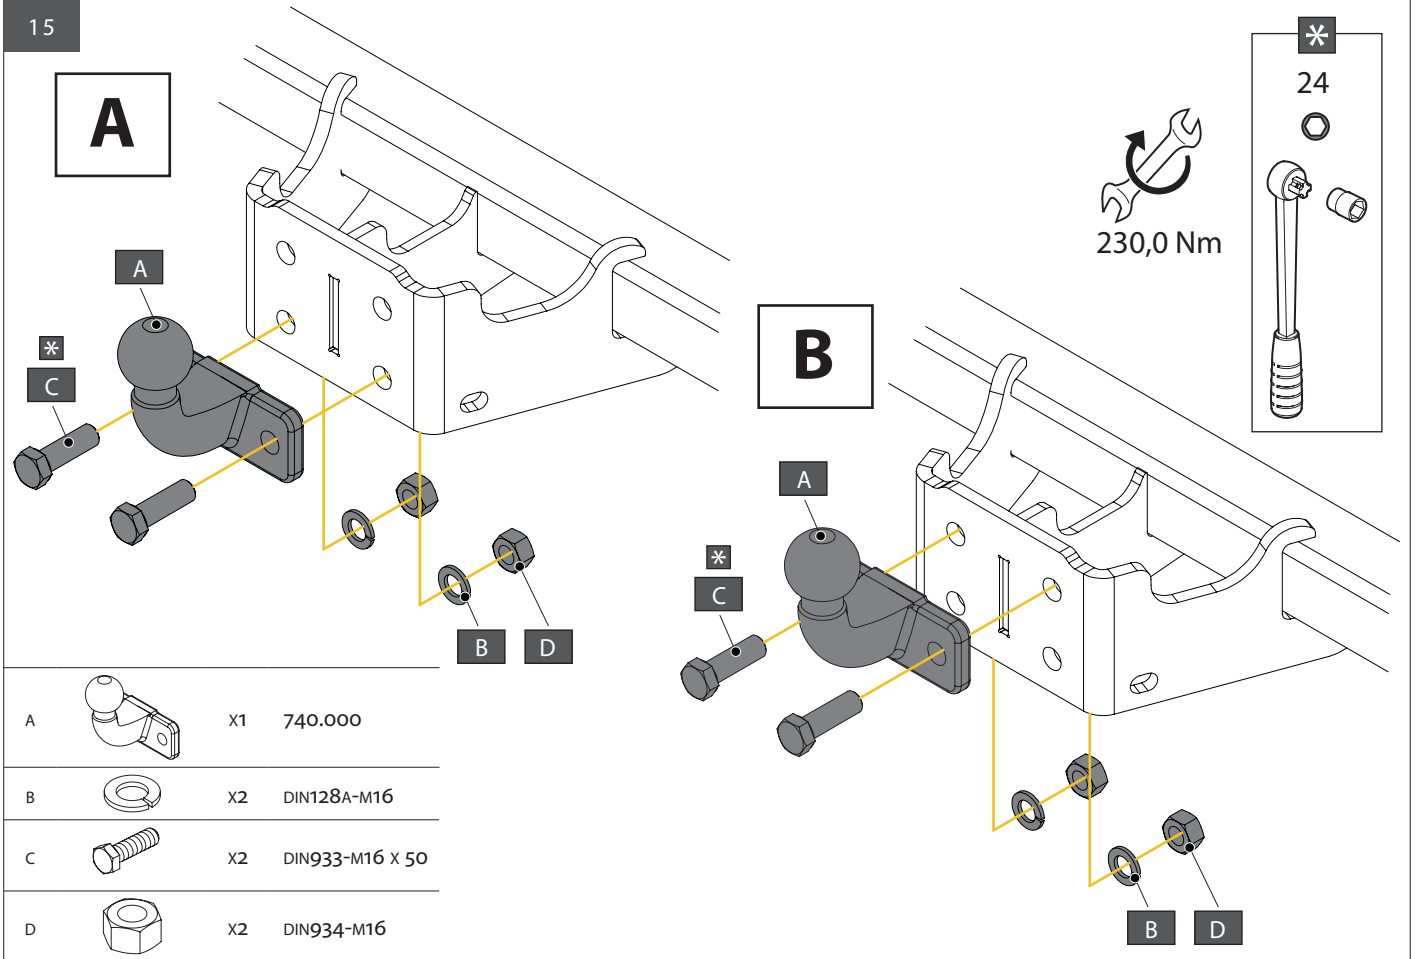 15
A
*
24
230,0 Nm
A
*
C
B
D
B
A
*
C
B
D
A X1 740.000
B X2 DIN128A-M16
C X2 DIN933-M16 X 50
D X2 DIN934-M16